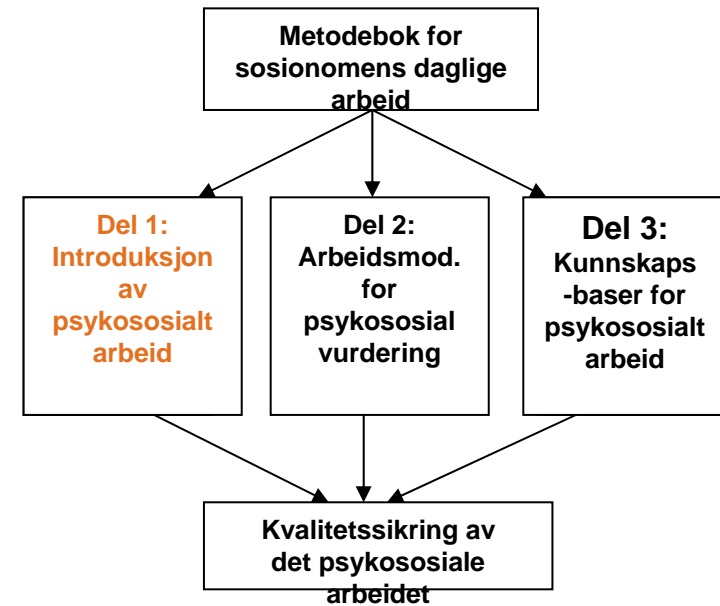 Metodebok for
sosionomens daglige
arbeid
Del 1:
Introduksjon
av
psykososialt
arbeid
Del 2:
Arbeidsmod.
for
psykososial
vurdering
Del 3:
Kunnskaps
-baser for
psykososialt
arbeid
Kvalitetssikring av
det psykososiale
arbeidet